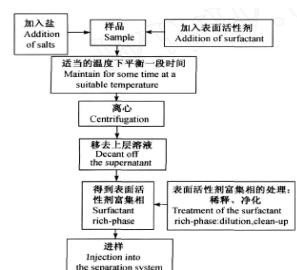 加入盐
Addition
of salts
样品
Sample
加入表面活性剂
Addition of surfactant
适当的温度下平衡一段时间
Maintain for some time at a
suitable temperature
离心
Centrifugation
移去上层溶液
Decant off
the supernatant
得到表面活
性剂富集相
Surfactant
rich-phase
表面活性剂富集相的处理：
稀释、净化
Treatment of the surfactant
rich-phase:dilution,clean-up
进样
Injection into
the separation system